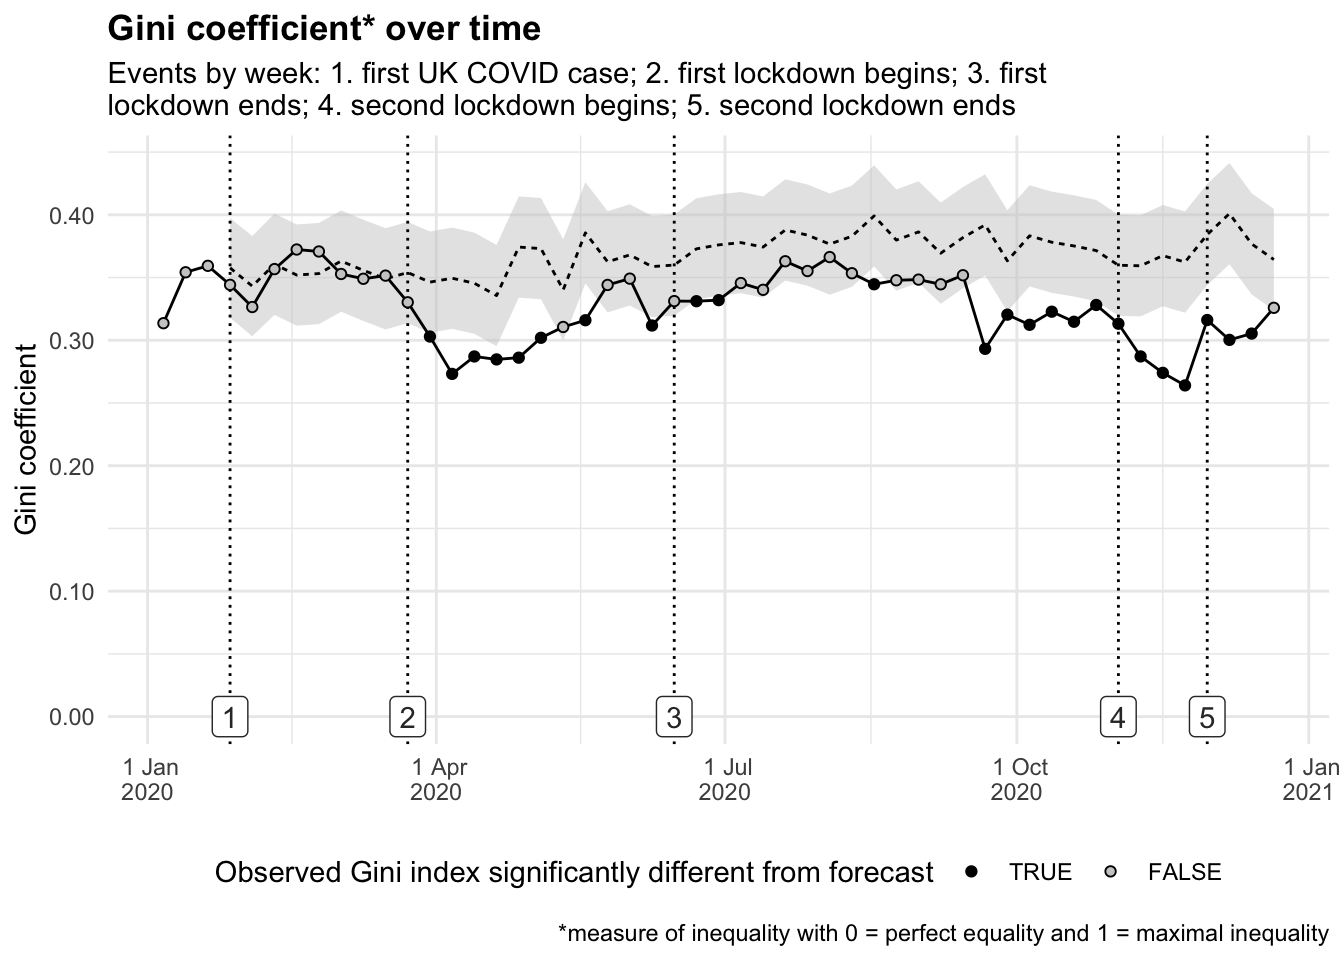 Gini coefficient* over time
Events by week: 1. first UK COVID case; 2. first lockdown begins; 3. first
lockdown ends; 4. second lockdown begins; 5. second lockdown ends
Gini coefficient
0.40
0.30
0.20
0.10
0.00
1
2
3
4
5
1 Jan
2020
1 Apr
2020
1 Jul
2020
1 Oct
2020
1 Jan
2021
Observed Gini index significantly different from forecast TRUE FALSE
*measure of inequality with 0 = perfect equality and 1 = maximal inequality